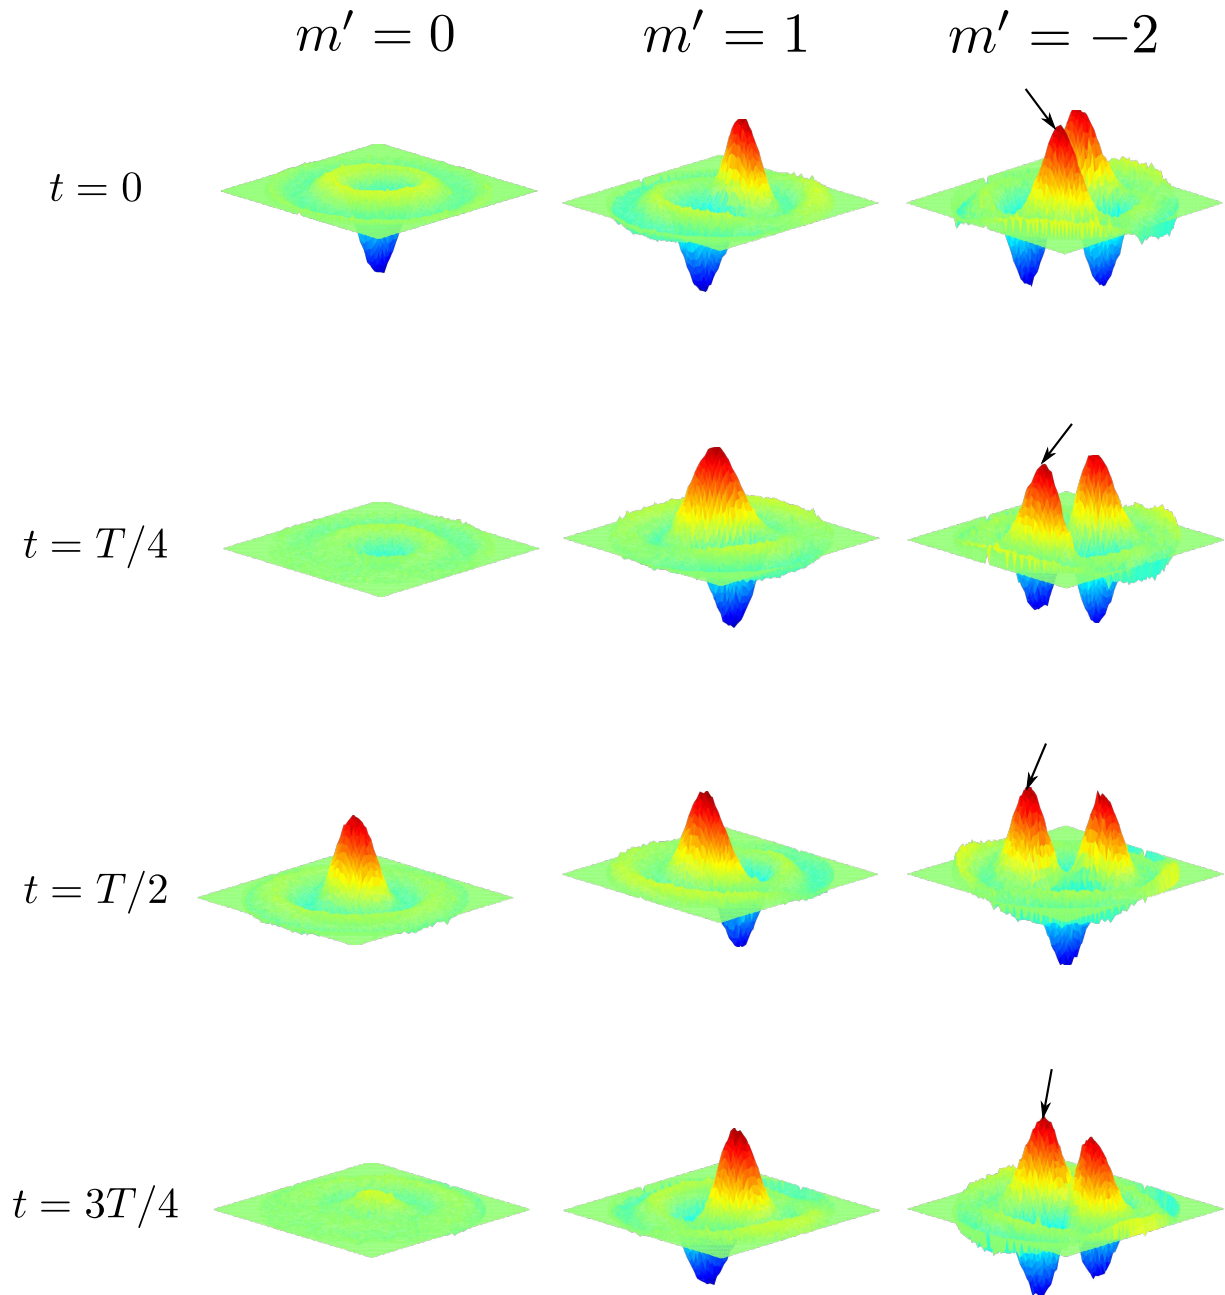 m′ = 0 m′ = 1 m′ = −2
t = 0
t = T/4
t = T/2
t = 3T/4